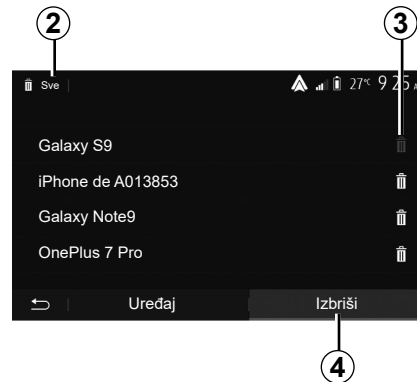 2 3
Sve 27°C 9 25
Galaxy S9
iPhone de A013853
Galaxy Note9
OnePlus 7 Pro
Uređaj Izbriši
4